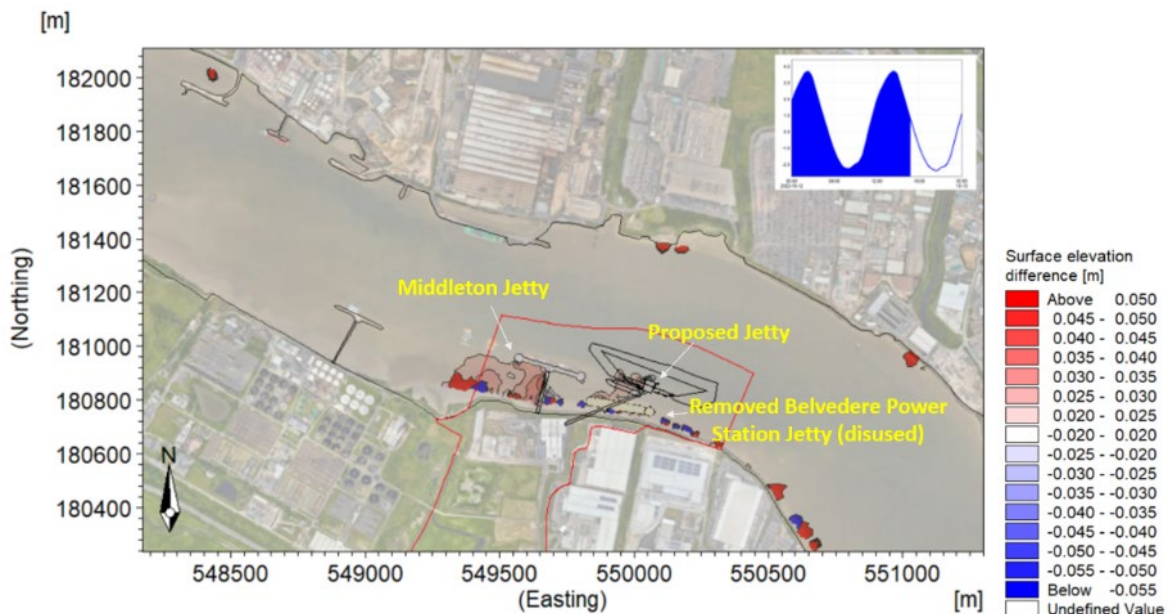 [m]
182000
181800
181600
181400
181200
181000
180800
180600
180400
(Northing)
Middleton Jetty
Proposed Jetty
Removed Belvedere Power
Station Jetty (disused)
N
548500 549000 549500 550000 550500 551000
(Easting) [m]
Surface elevation
difference [m]
Above 0.050
0.045 - 0.050
0.040 - 0.045
0.035 - 0.040
0.030 - 0.035
0.025 - 0.030
0.020 - 0.025
-0.020 - 0.020
-0.025 - -0.020
-0.030 - -0.025
-0.035 - -0.030
-0.040 - -0.035
-0.045 - -0.040
-0.050 - -0.045
-0.055 - -0.050
Below -0.055
Undefined Value